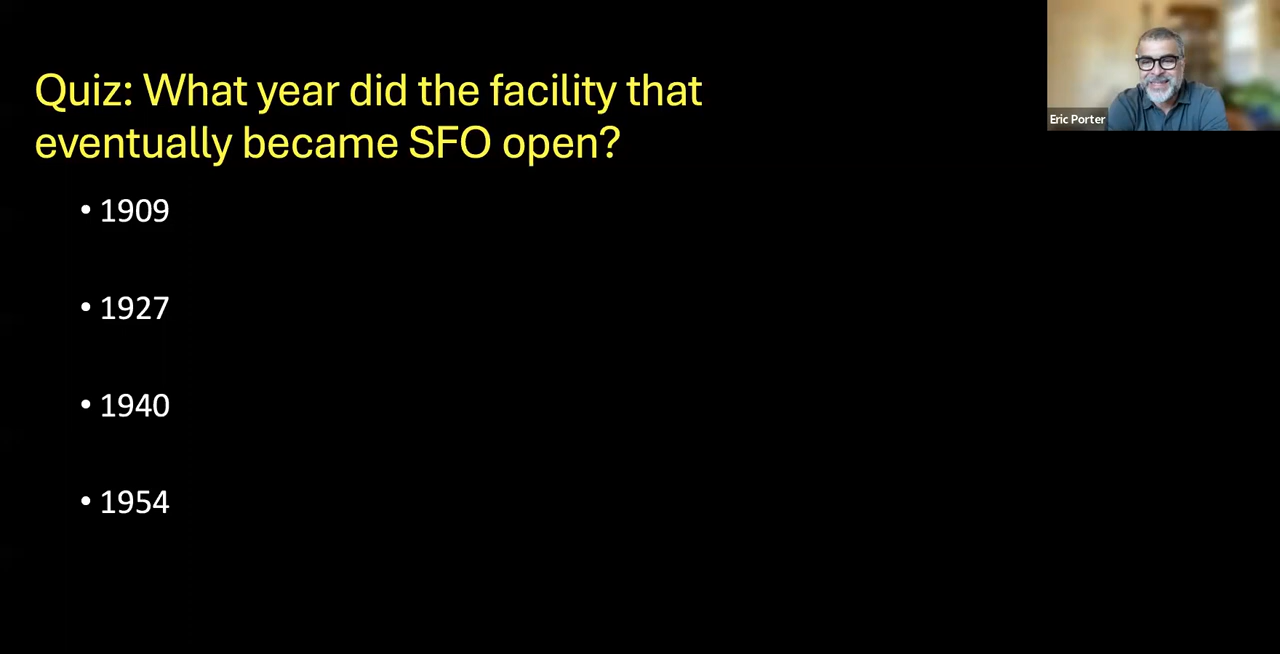 Quiz: What year did the facility that
eventually became SFO open?
• 1909
• 1927
• 1940
• 1954
Eric Porter